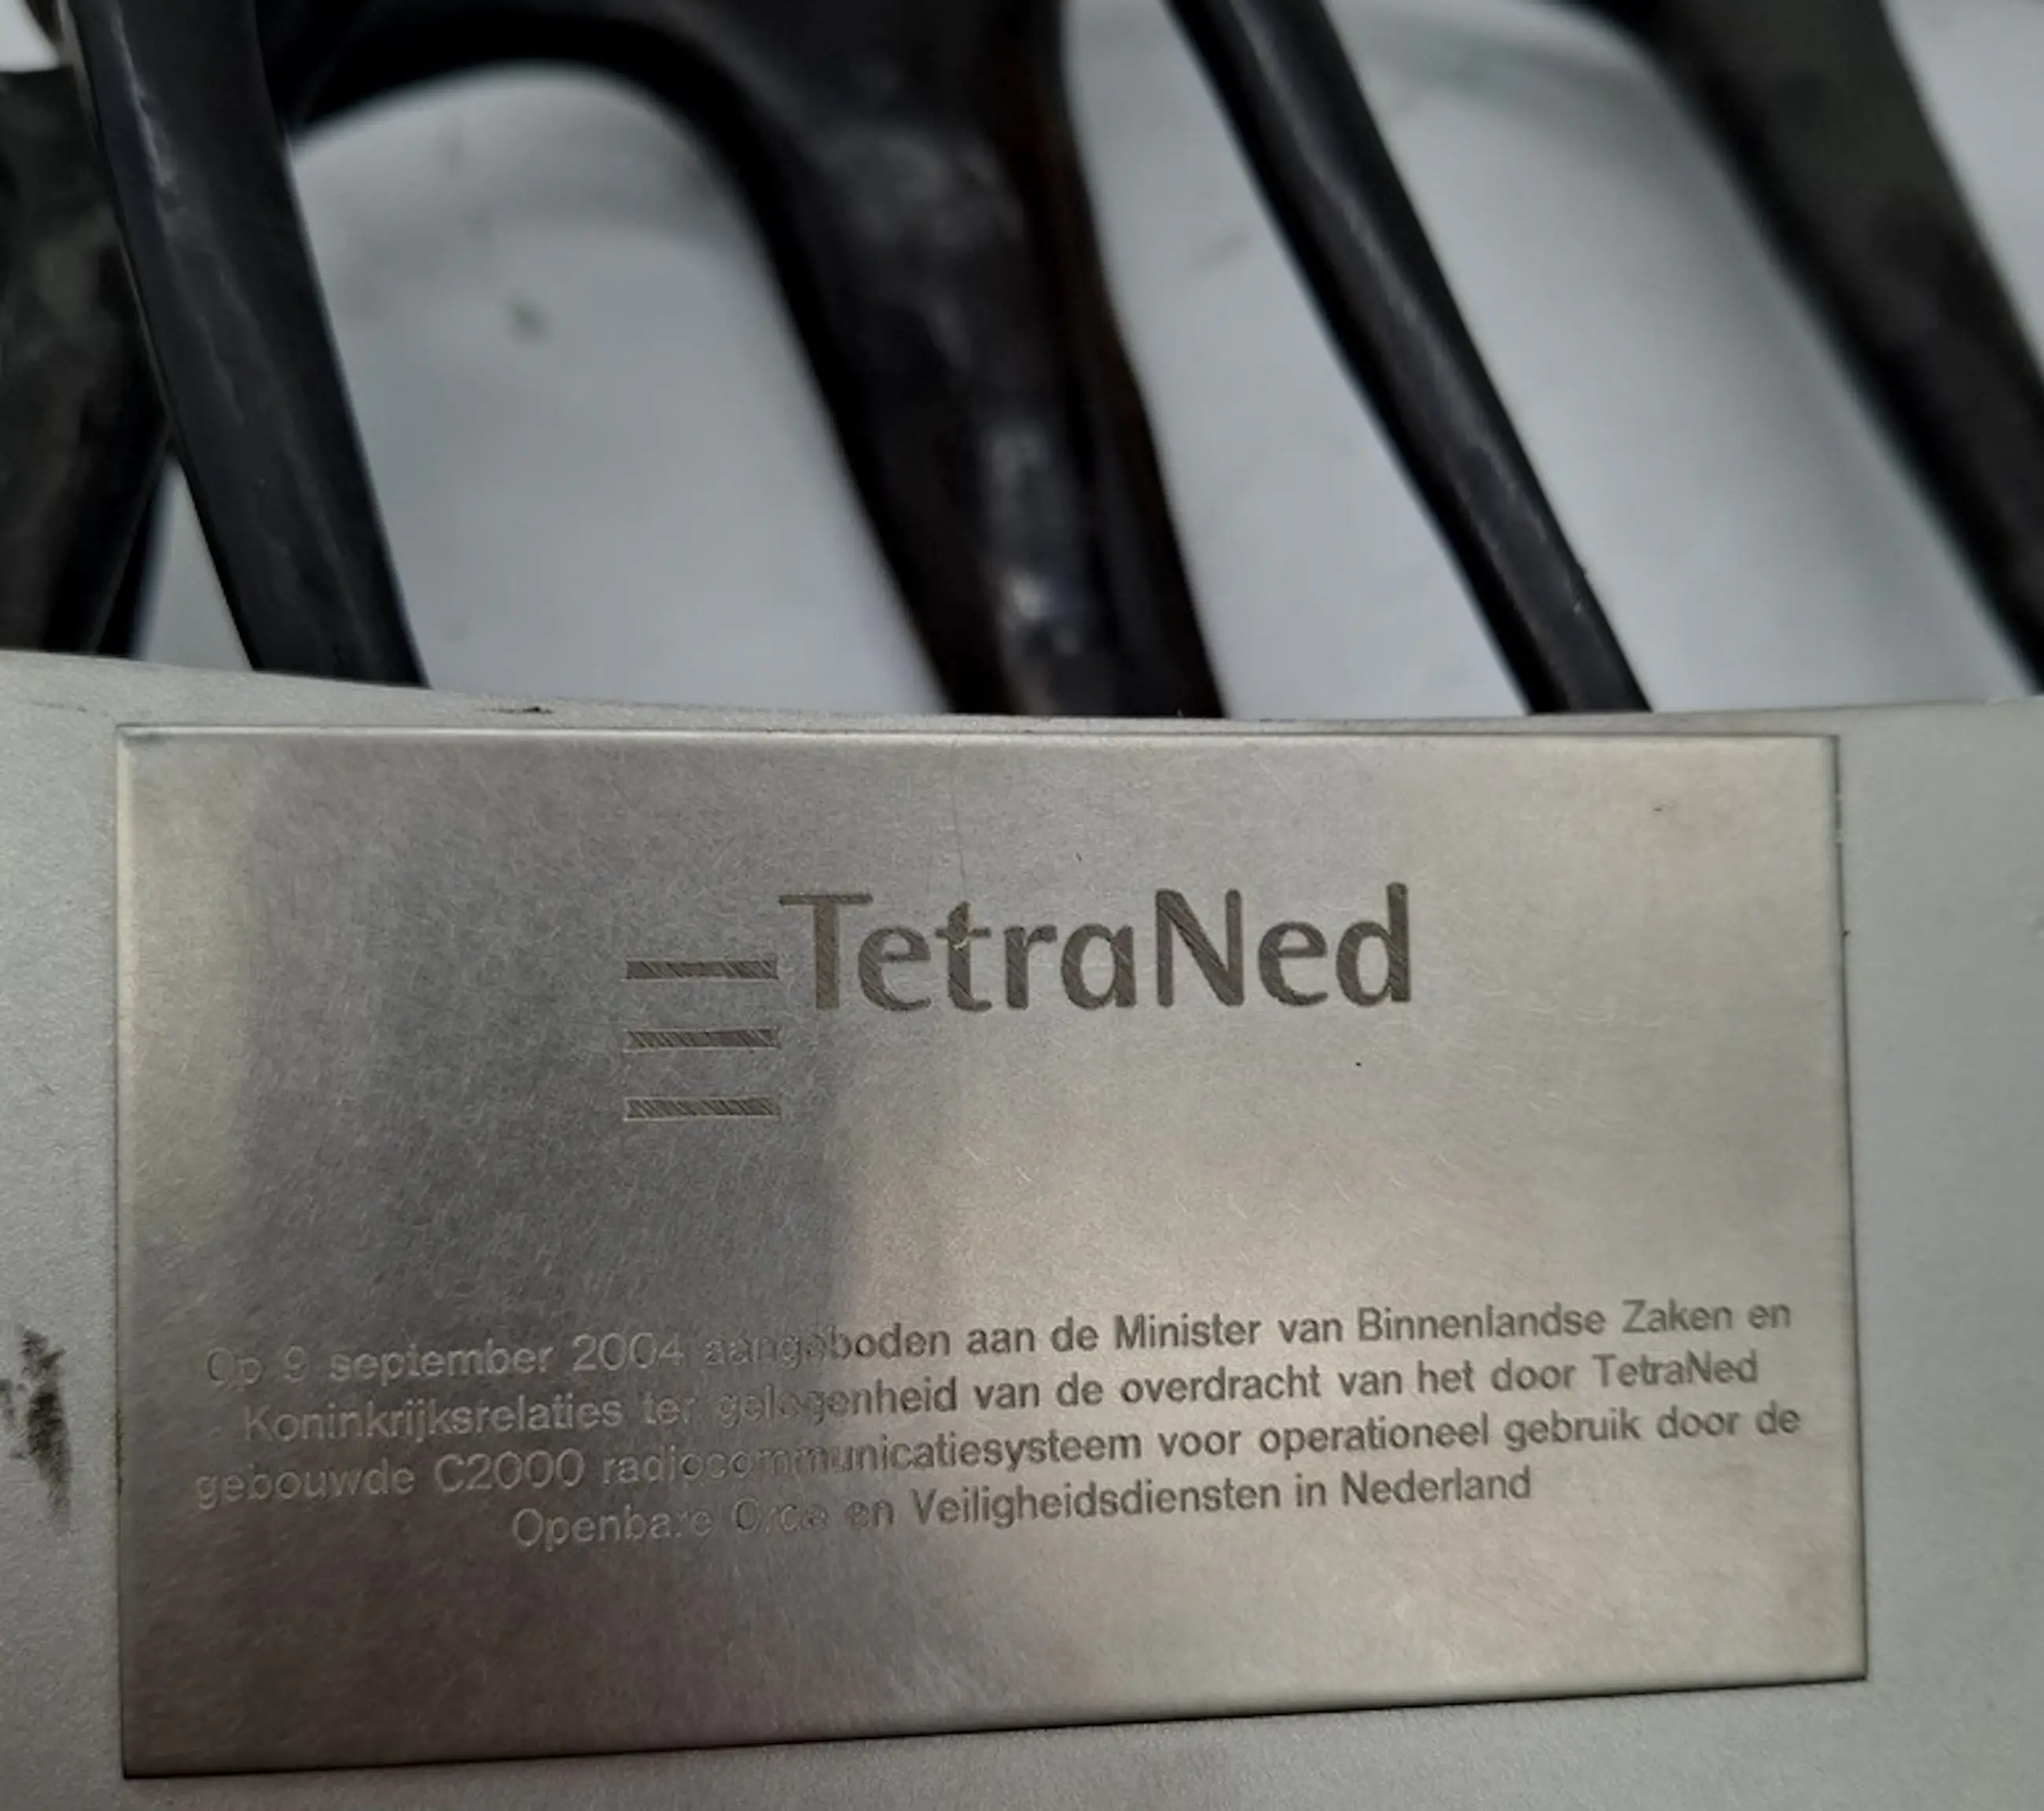 TetraNed
Op 9 september 2004 aangeboden aan de Minister van Binnenlandse Zaken en
Koninkrijksrelaties ter gelegenheid van de overdracht van het door TetraNed
gebouwde C2000 radiocommunicatiesysteem voor operationeel gebruik door de
Openbare Orde en Veiligheidsdiensten in Nederland